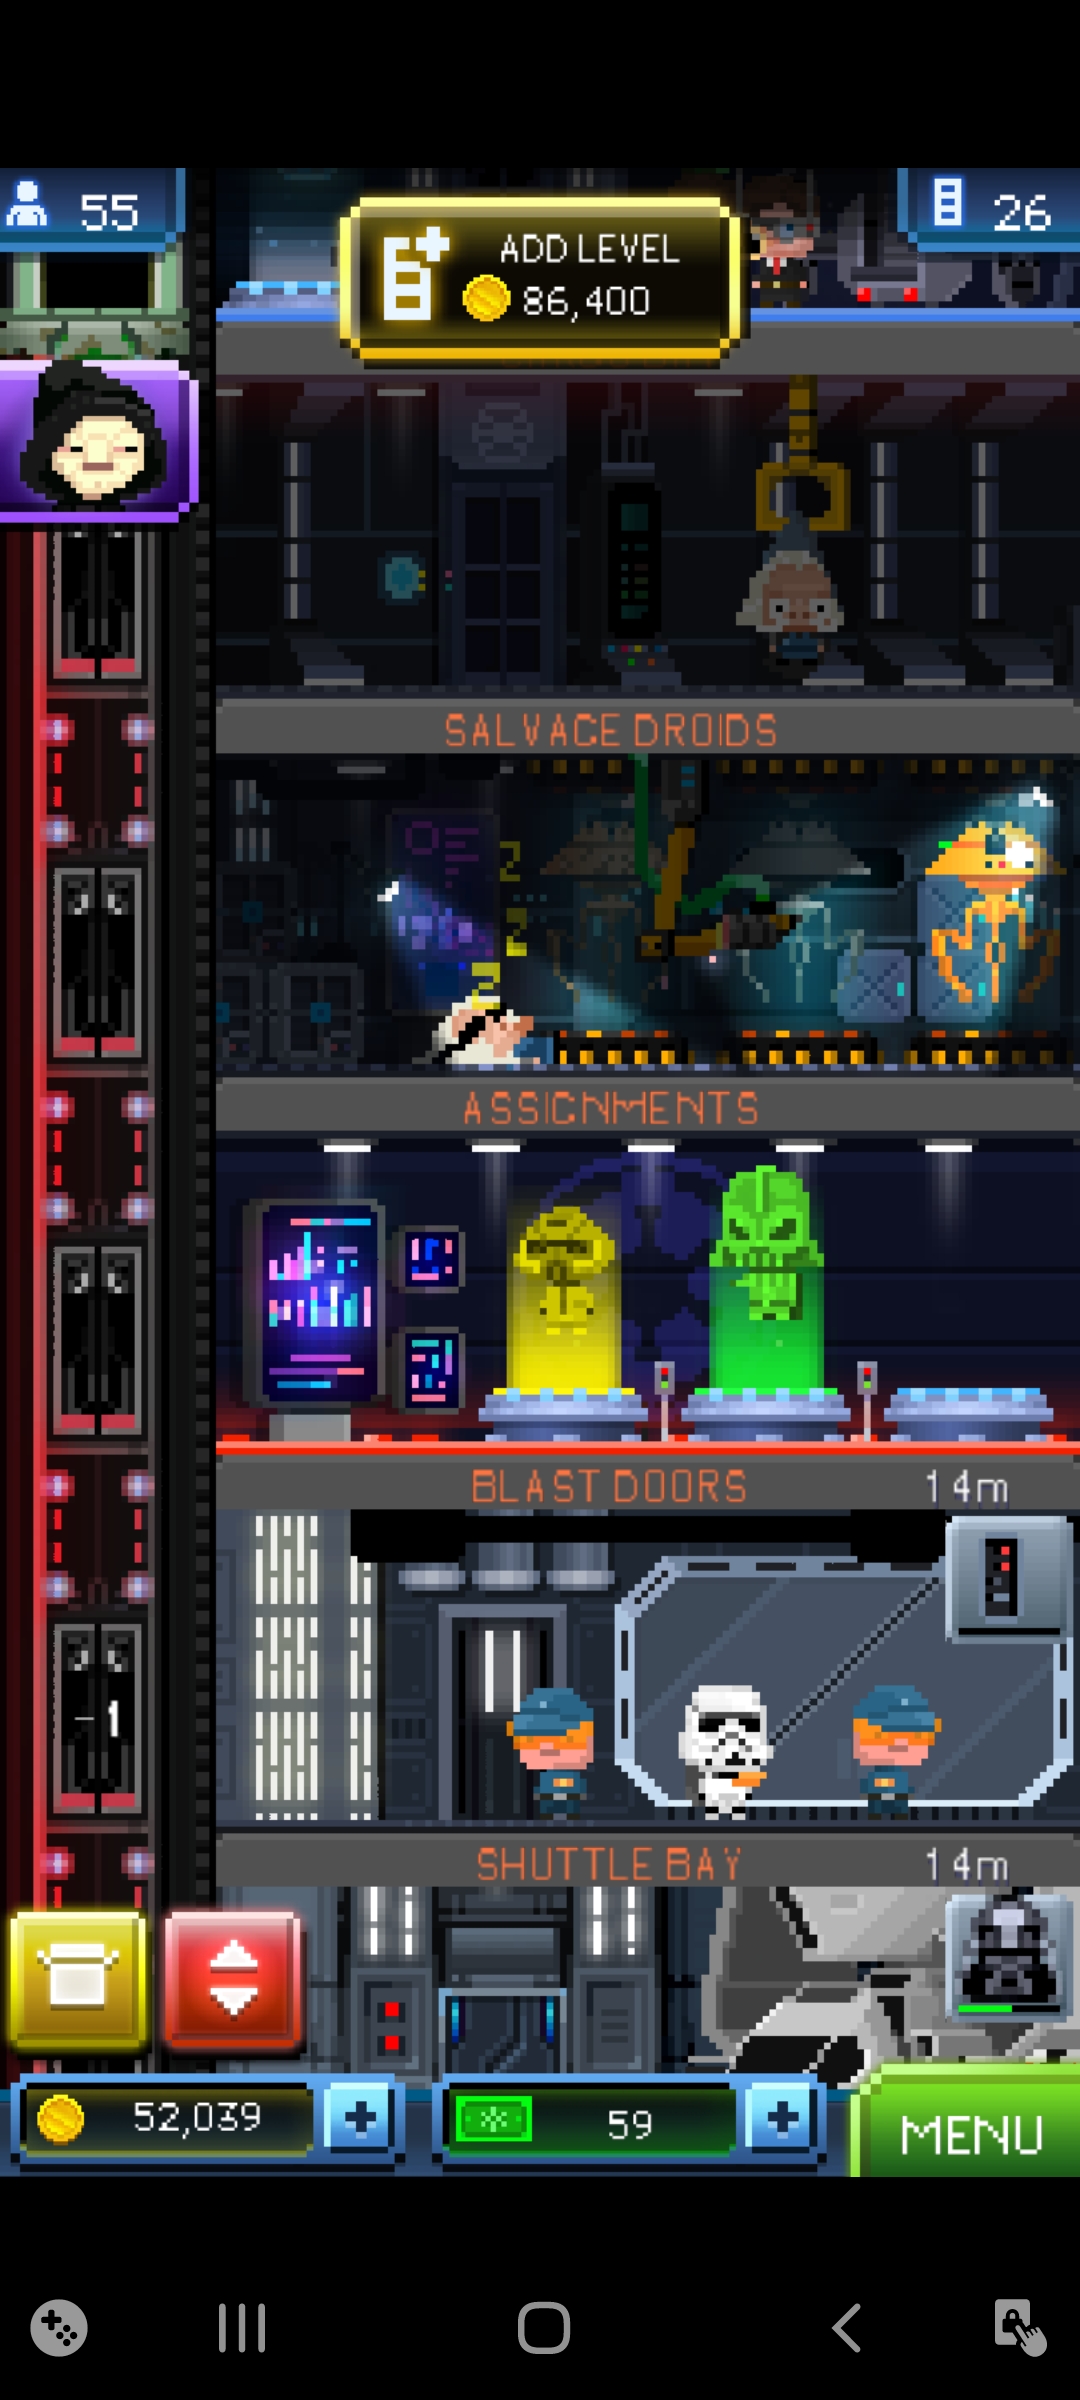 55
26
ADD LEVEL
86,400
SALVAGE DROIDS
Z
Z
Z
ASSIGNMENTS
BLAST DOORS 14m
-1
SHUTTLE BAY 14m
52,039 +
59 +
MENU